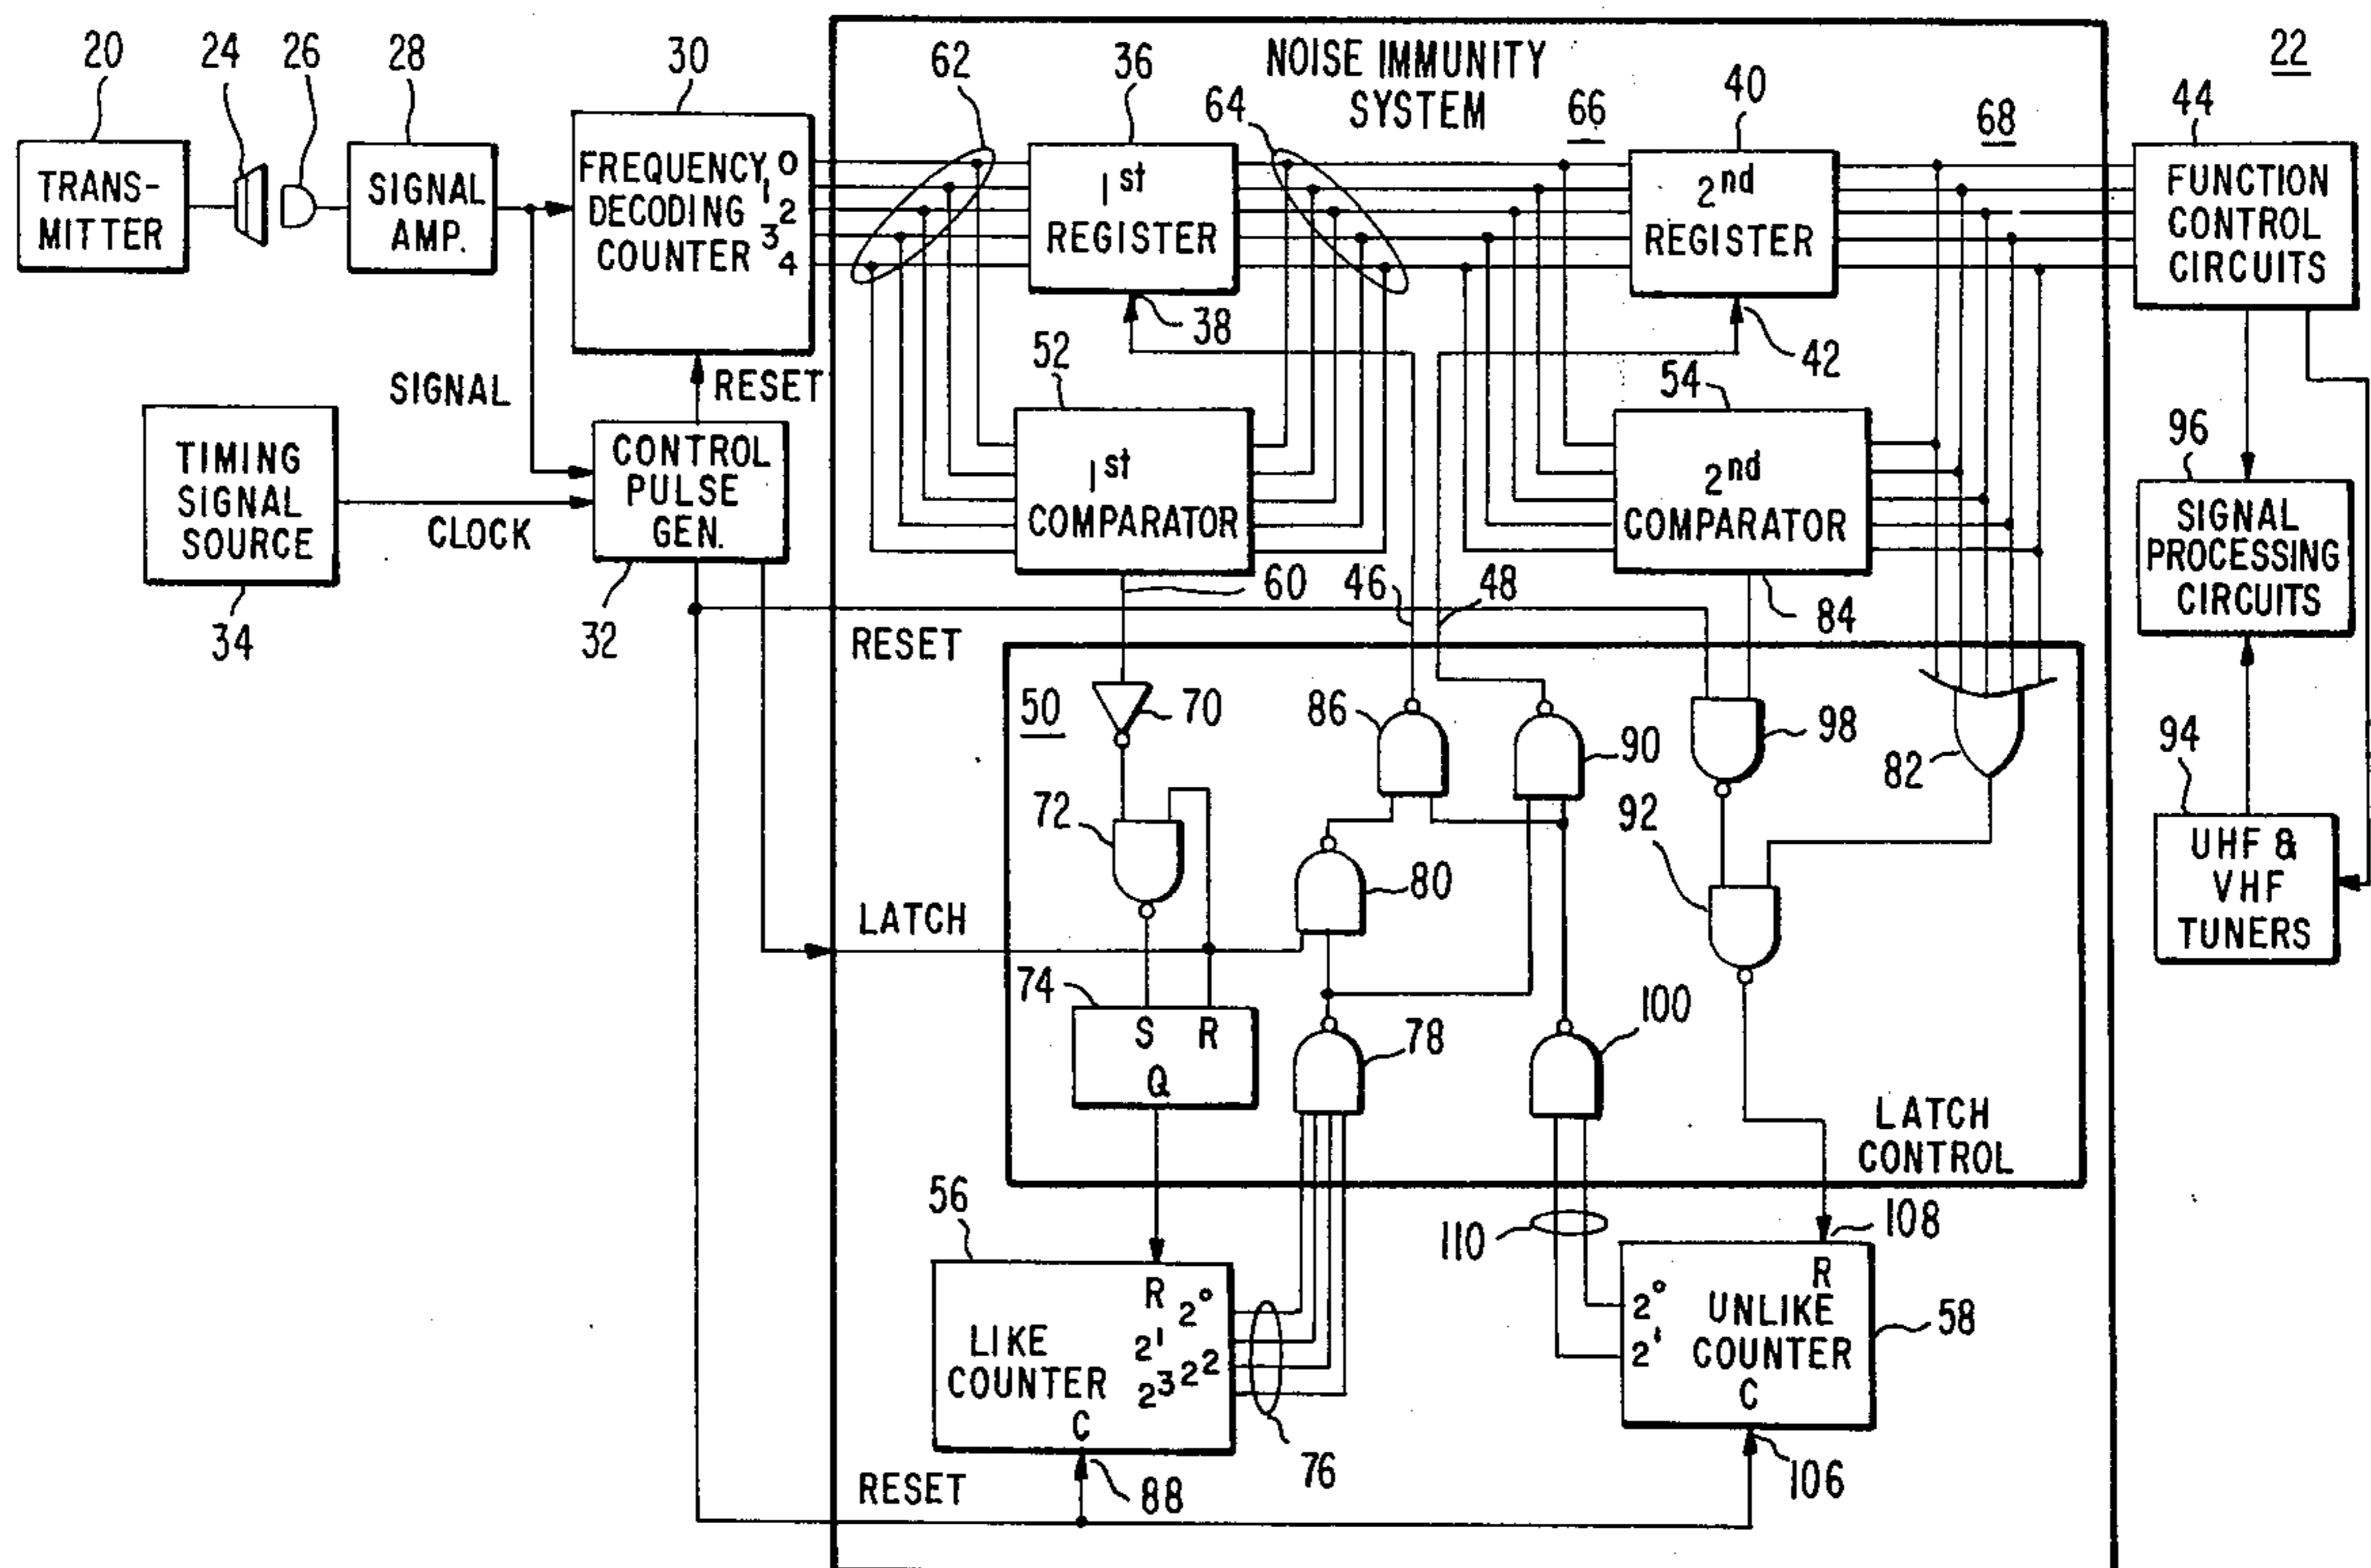 20
24
26
28
30
62
36
NOISE IMMUNITY
SYSTEM
64
66
40
68
22
44
TRANS-
MITTER
SIGNAL
AMP.
FREQUENCY 0
1
DECODING 2
3
COUNTER 4
1st
REGISTER
2nd
REGISTER
FUNCTION
CONTROL
CIRCUITS
38
42
SIGNAL
RESET
52
54
96
TIMING
SIGNAL
SOURCE
CLOCK
CONTROL
PULSE
GEN.
1st
COMPARATOR
2nd
COMPARATOR
SIGNAL
PROCESSING
CIRCUITS
34
32
60
46
48
84
RESET
50
70
86
90
98
82
94
72
80
92
UHF &
VHF
TUNERS
LATCH
74
S R
Q
78
100
LATCH
CONTROL
56
110
108
LIKE
COUNTER
R
2⁰
2¹
2²
2³
C
R
2⁰
2¹
UNLIKE
COUNTER
C
58
76
RESET
88
106